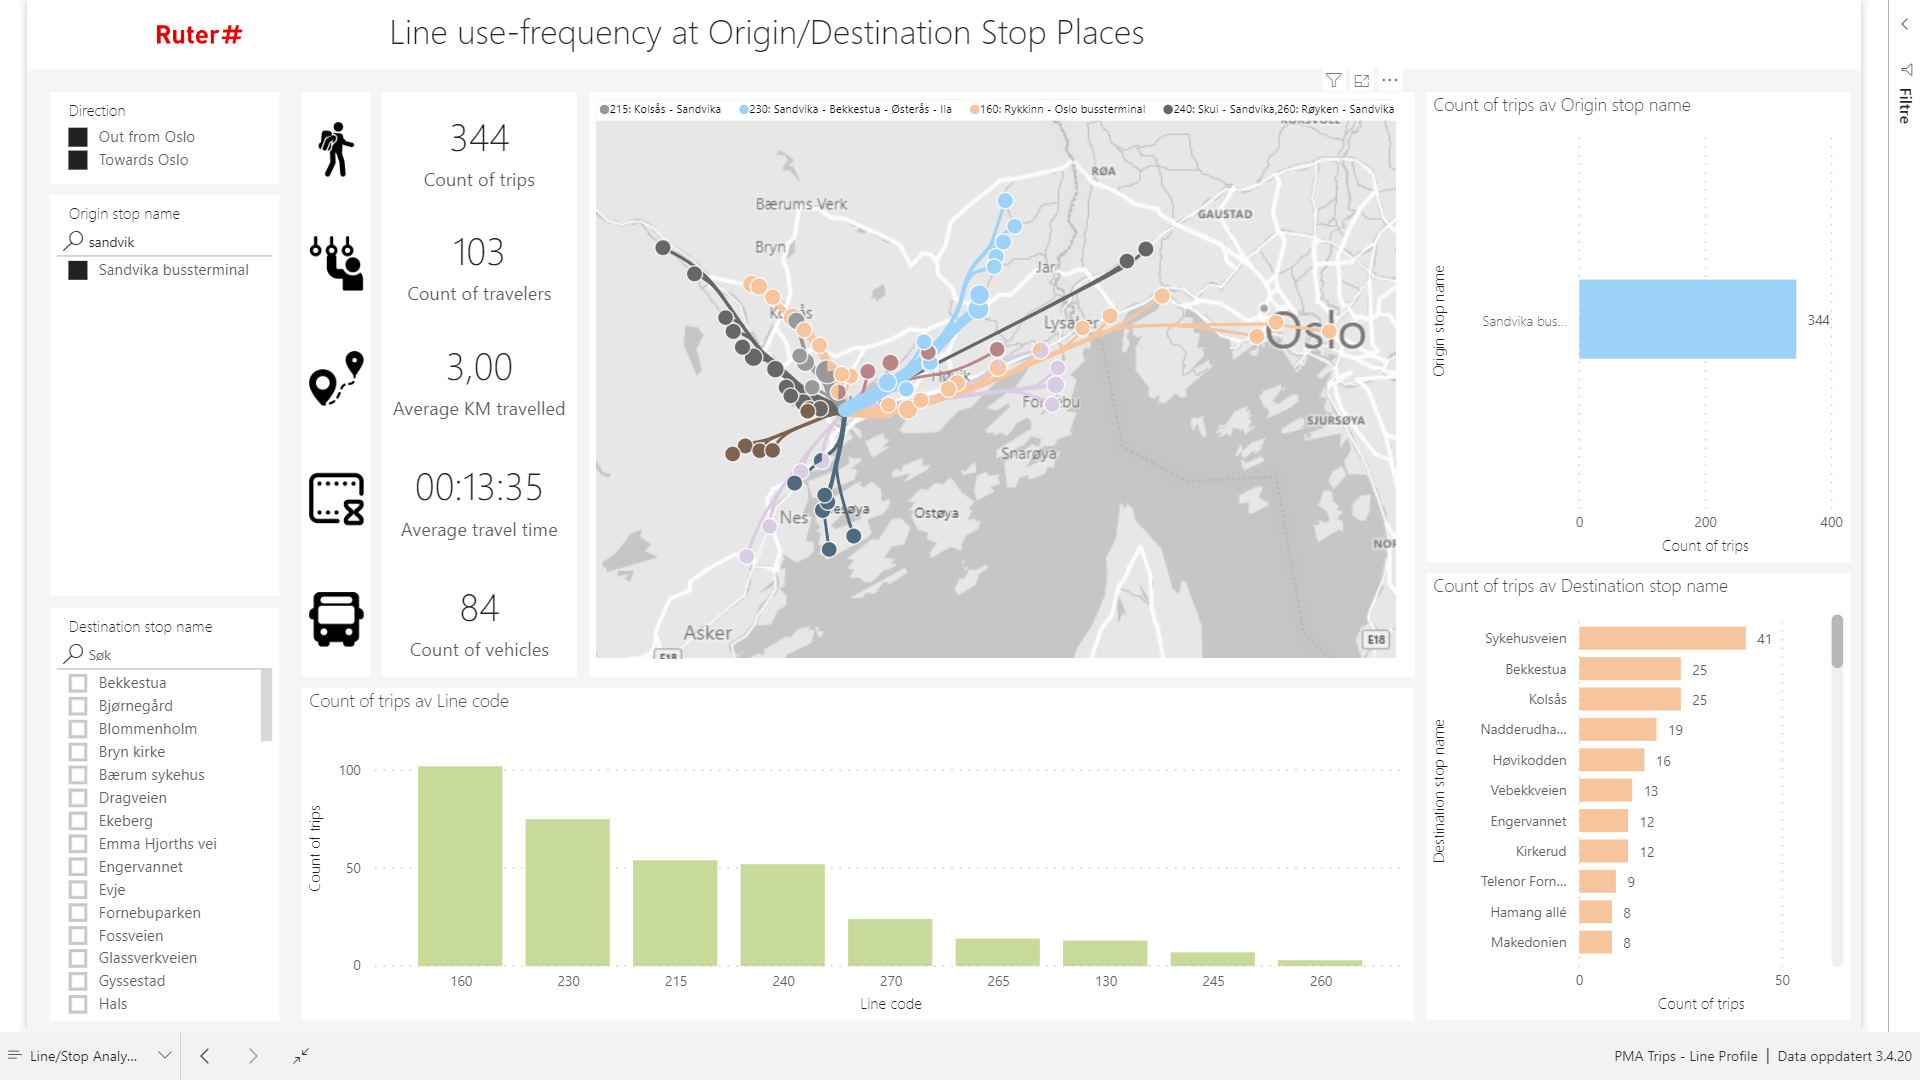 Ruter#
Line use-frequency at Origin/Destination Stop Places
Direction
Out from Oslo
Towards Oslo
Origin stop name
sandvik
Sandvika bussterminal
Destination stop name
Søk
Bekkestua
Bjørnegård
Blommenholm
Bryn kirke
Bærum sykehus
Dragveien
Ekeberg
Emma Hjorths vei
Engervannet
Evje
Fornebuparken
Fossveien
Glassverkveien
Gyssestad
Hals
344
Count of trips
103
Count of travelers
3,00
Average KM travelled
00:13:35
Average travel time
84
Count of vehicles
215: Kolsås - Sandvika 230: Sandvika - Bekkestua - Østerås - Ila 160: Rykkinn - Oslo bussterminal 240: Skui - Sandvika,260: Røyken - Sandvika
RØA
Bærums Verk
GAUSTAD
Bryn
Jar
Oslo
SJURSØYA
Snarøya
Nes
Ostøya
NOR
Asker
E18
E18
Count of trips av Line code
Count of trips
100
50
0
160 230 215 240 270 265 130 245 260
Line code
Count of trips av Origin stop name
Origin stop name
Sandvika bus...
344
0 200 400
Count of trips
Count of trips av Destination stop name
Destination stop name
Sykehusveien 41
Bekkestua 25
Kolsås 25
Nadderudha... 19
Høvikodden 16
Vebekkveien 13
Engervannet 12
Kirkerud 12
Telenor Forn... 9
Hamang allé 8
Makedonien 8
0 50
Count of trips
Filtre
Line/Stop Analy...
PMA Trips - Line Profile | Data oppdatert 3.4.20